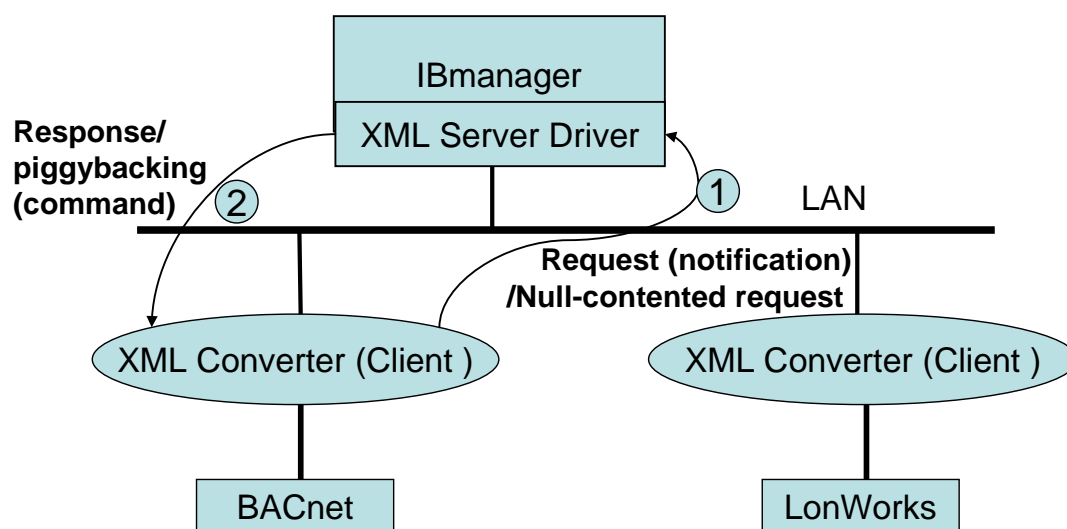 IBmanager
XML Server Driver
Response/
piggybacking
(command)
2
1
LAN
Request (notification)
/Null-contented request
XML Converter (Client )
XML Converter (Client )
BACnet
LonWorks